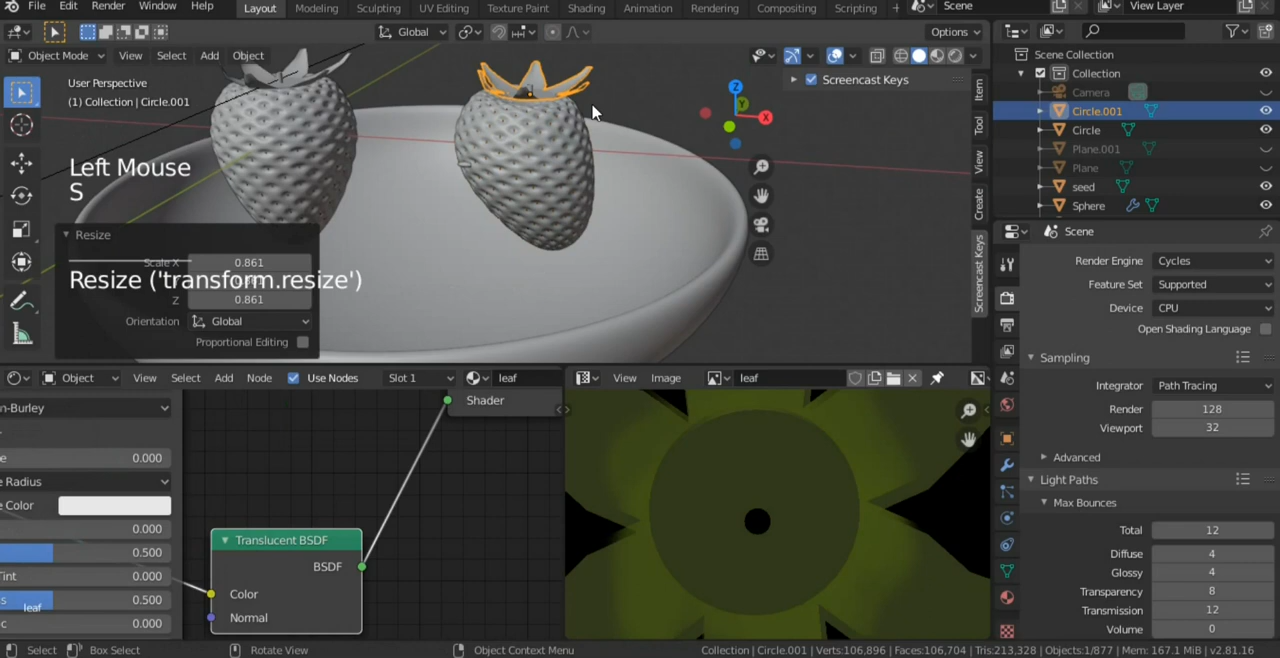 File Edit Render Window Help Layout Modeling Sculpting UV Editing Texture Paint Shading Animation Rendering Compositing Scripting + Scene View Layer
Global Options
Object Mode View Select Add Object
Screencast Keys
User Perspective
(1) Collection | Circle.001
Left Mouse
S
Resize
Scale X 0.861
Resize ('transform.resize')
Z 0.861
Orientation Global
Proportional Editing
X
Y
Z
Item
Tool
View
Create
Screencast Keys
Scene Collection
Collection
Camera
Circle.001
Circle
Plane.001
Plane
seed
Sphere
Scene
Render Engine Cycles
Feature Set Supported
Device CPU
Open Shading Language
Sampling
Integrator Path Tracing
Render 128
Viewport 32
Advanced
Light Paths
Max Bounces
Total 12
Diffuse 4
Glossy 4
Transparency 8
Transmission 12
Volume 0
Object View Select Add Node Use Nodes Slot 1 leaf
n-Burley
e 0.000
e Radius
e Color
0.000
0.500
Tint 0.000
s 0.500
leaf
c 0.000
Shader
Translucent BSDF
BSDF
Color
Normal
View Image leaf
Select Box Select Rotate View Object Context Menu
Collection | Circle.001 | Verts:106,896 | Faces:106,704 | Tris:213,328 | Objects:1/877 | Mem: 167.1 MiB | v2.81.16